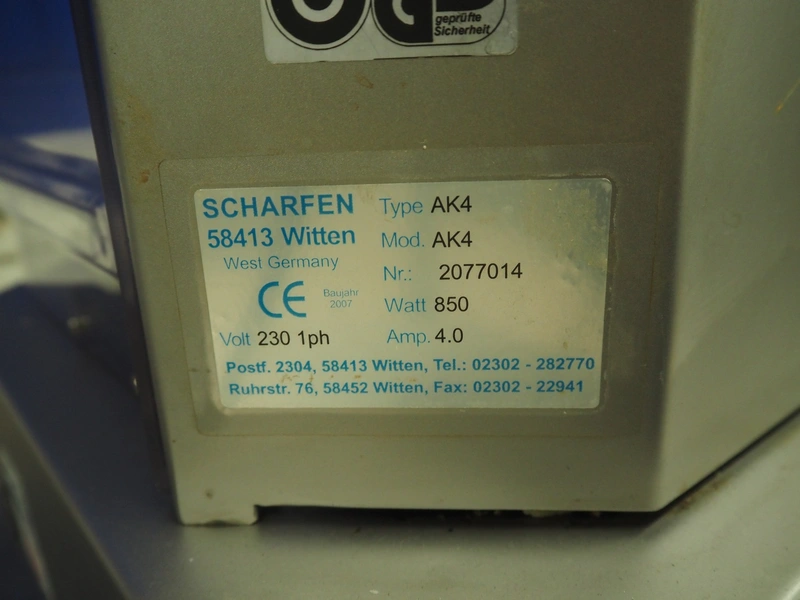 geprüfte
Sicherheit
SCHARFEN
58413 Witten
West Germany
CE
Baujahr
2007
Volt 230 1ph
Type AK4
Mod. AK4
Nr.: 2077014
Watt 850
Amp. 4.0
Postf. 2304, 58413 Witten, Tel.: 02302 - 282770
Ruhrstr. 76, 58452 Witten, Fax: 02302 - 22941